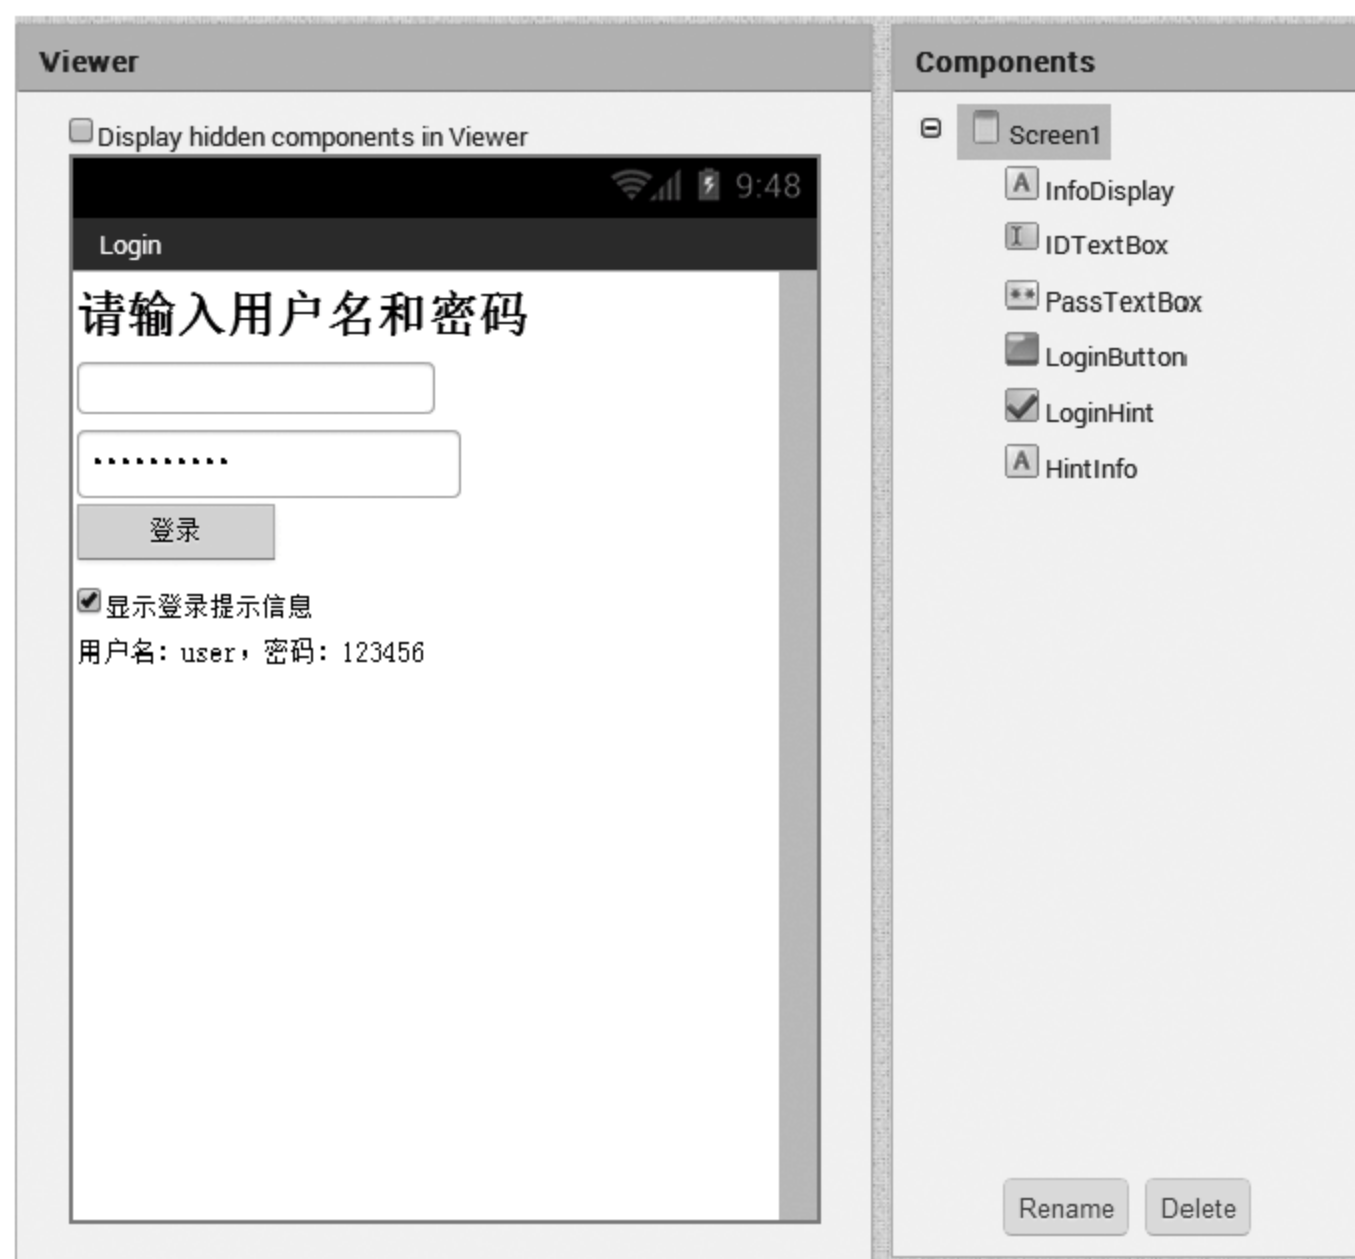 Viewer
Display hidden components in Viewer
9:48
Login
请输入用户名和密码
登录
显示登录提示信息
用户名：user，密码：123456
Components
Screen1
InfoDisplay
IDTextBox
PassTextBox
LoginButton
LoginHint
HintInfo
Rename Delete